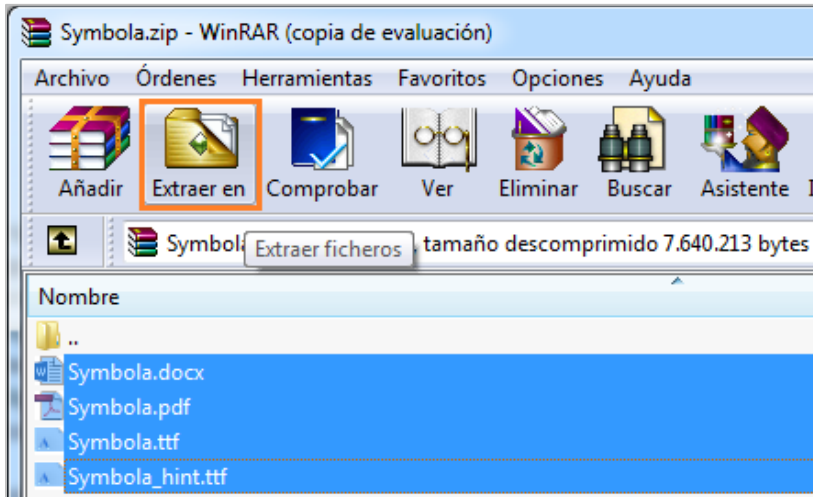 Symbola.zip - WinRAR (copia de evaluación)
Archivo Órdenes Herramientas Favoritos Opciones Ayuda
Añadir Extraer en Comprobar Ver Eliminar Buscar Asistente
Symbola Extraer ficheros , tamaño descomprimido 7.640.213 bytes
Nombre
..
Symbola.docx
Symbola.pdf
Symbola.ttf
Symbola_hint.ttf